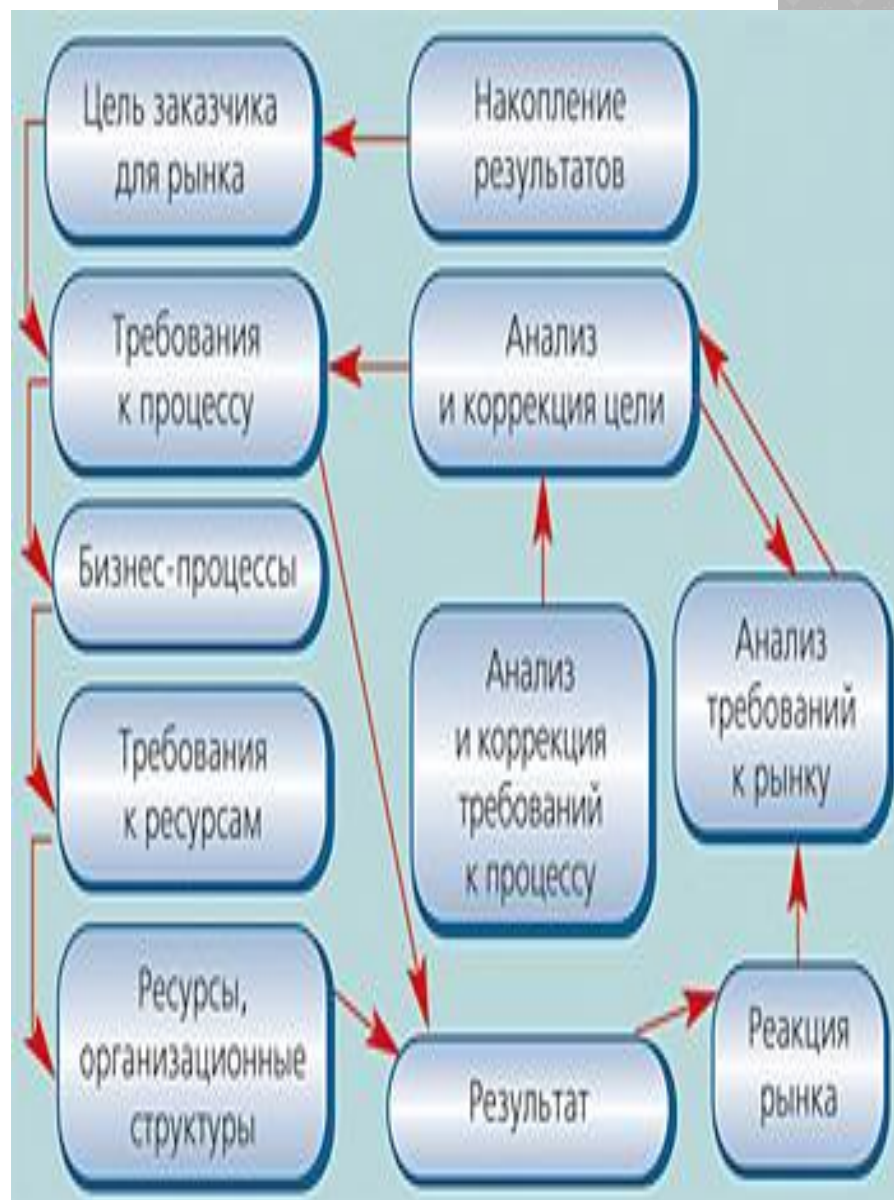 Цель заказчика
для рынка
Накопление
результатов
Требования
к процессу
Анализ
и коррекция цели
Бизнес-процессы
Анализ
и коррекция
требований
к процессу
Анализ
требований
к рынку
Требования
к ресурсам
Ресурсы,
организационные
структуры
Результат
Реакция
рынка